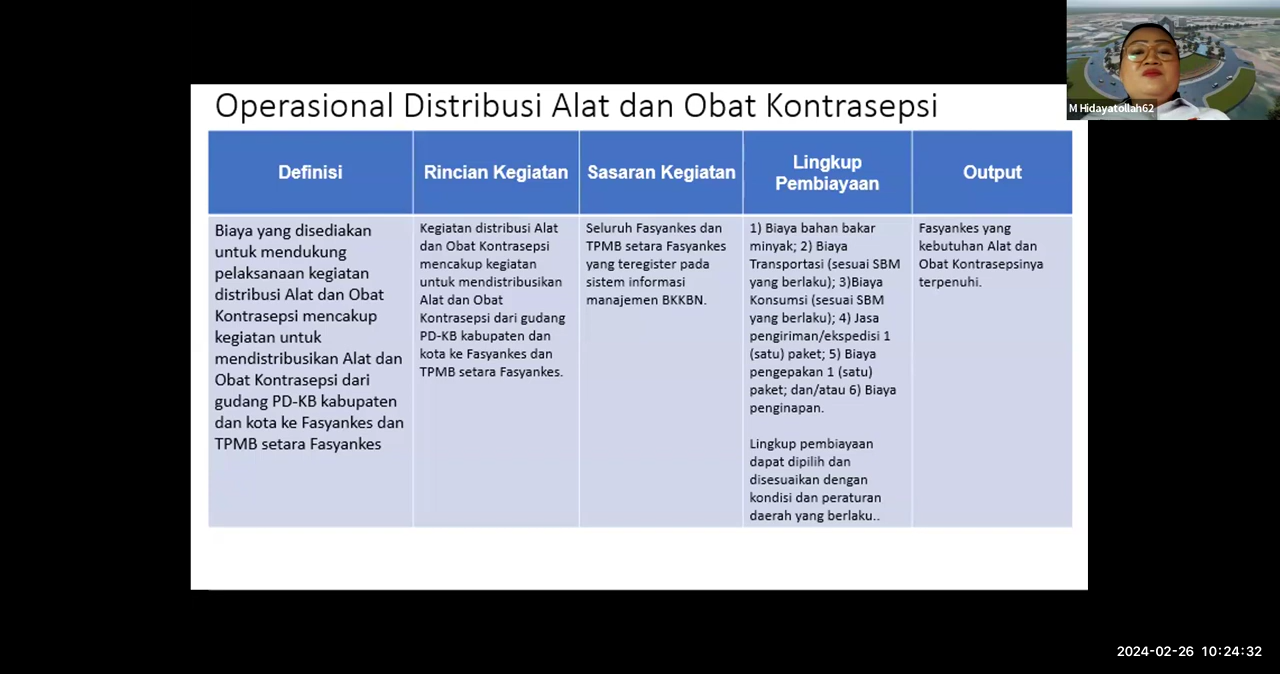 Operasional Distribusi Alat dan Obat Kontrasepsi
M Hidayatollah62
Definisi
Rincian Kegiatan
Sasaran Kegiatan
Lingkup
Pembiayaan
Output
Biaya yang disediakan
untuk mendukung
pelaksanaan kegiatan
distribusi Alat dan Obat
Kontrasepsi mencakup
kegiatan untuk
mendistribusikan Alat dan
Obat Kontrasepsi dari
gudang PD-KB kabupaten
dan kota ke Fasyankes dan
TPMB setara Fasyankes
Kegiatan distribusi Alat
dan Obat Kontrasepsi
mencakup kegiatan
untuk mendistribusikan
Alat dan Obat
Kontrasepsi dari gudang
PD-KB kabupaten dan
kota ke Fasyankes dan
TPMB setara Fasyankes.
Seluruh Fasyankes dan
TPMB setara Fasyankes
yang teregister pada
sistem informasi
manajemen BKKBN.
1) Biaya bahan bakar
minyak; 2) Biaya
Transportasi (sesuai SBM
yang berlaku); 3)Biaya
Konsumsi (sesuai SBM
yang berlaku); 4) Jasa
pengiriman/ekspedisi 1
(satu) paket; 5) Biaya
pengepakan 1 (satu)
paket; dan/atau 6) Biaya
penginapan.
Lingkup pembiayaan
dapat dipilih dan
disesuaikan dengan
kondisi dan peraturan
daerah yang berlaku..
Fasyankes yang
kebutuhan Alat dan
Obat Kontrasepsinya
terpenuhi.
2024-02-26 10:24:32